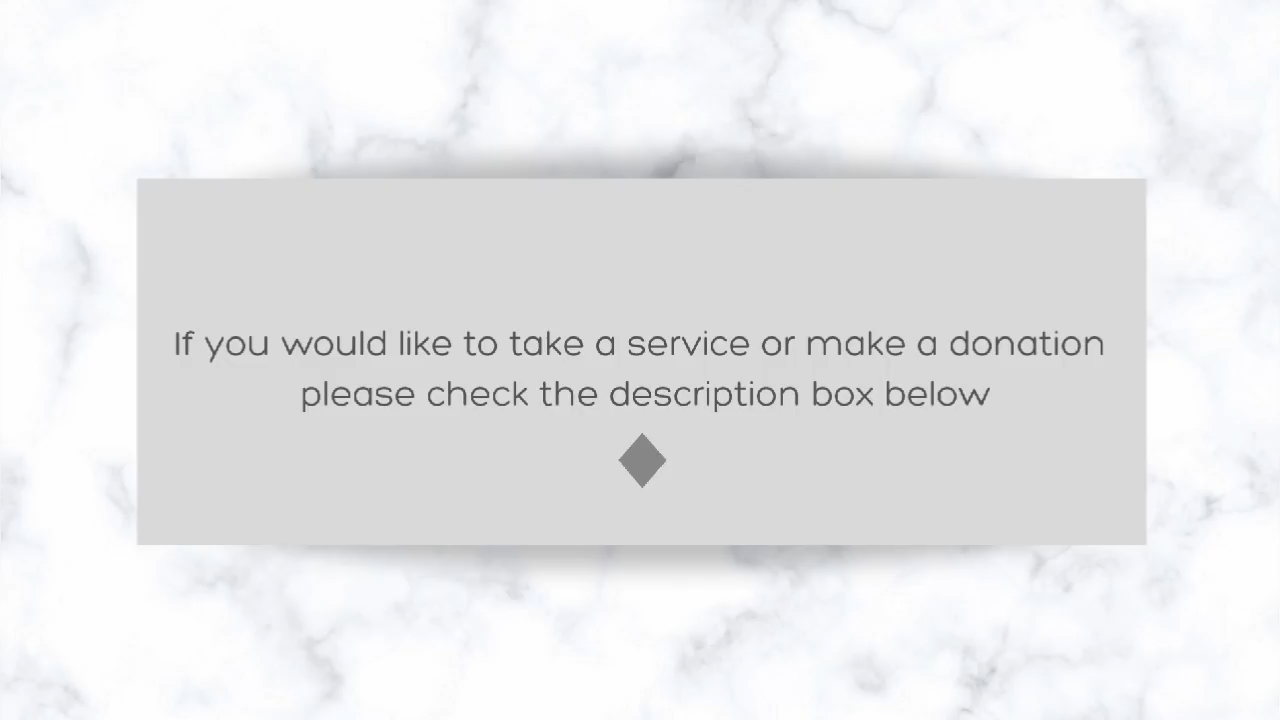 If you would like to take a service or make a donation
please check the description box below